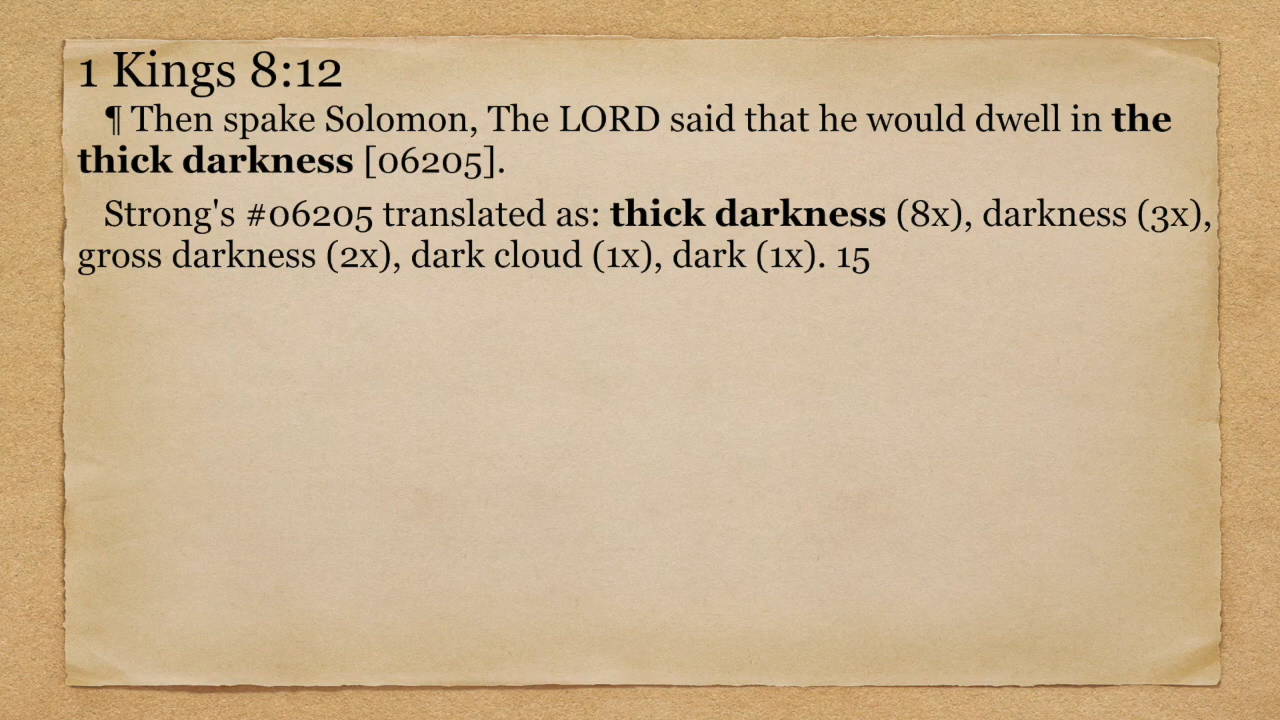 1 Kings 8:12
¶ Then spake Solomon, The LORD said that he would dwell in the
thick darkness [06205].
Strong's #06205 translated as: thick darkness (8x), darkness (3x),
gross darkness (2x), dark cloud (1x), dark (1x). 15